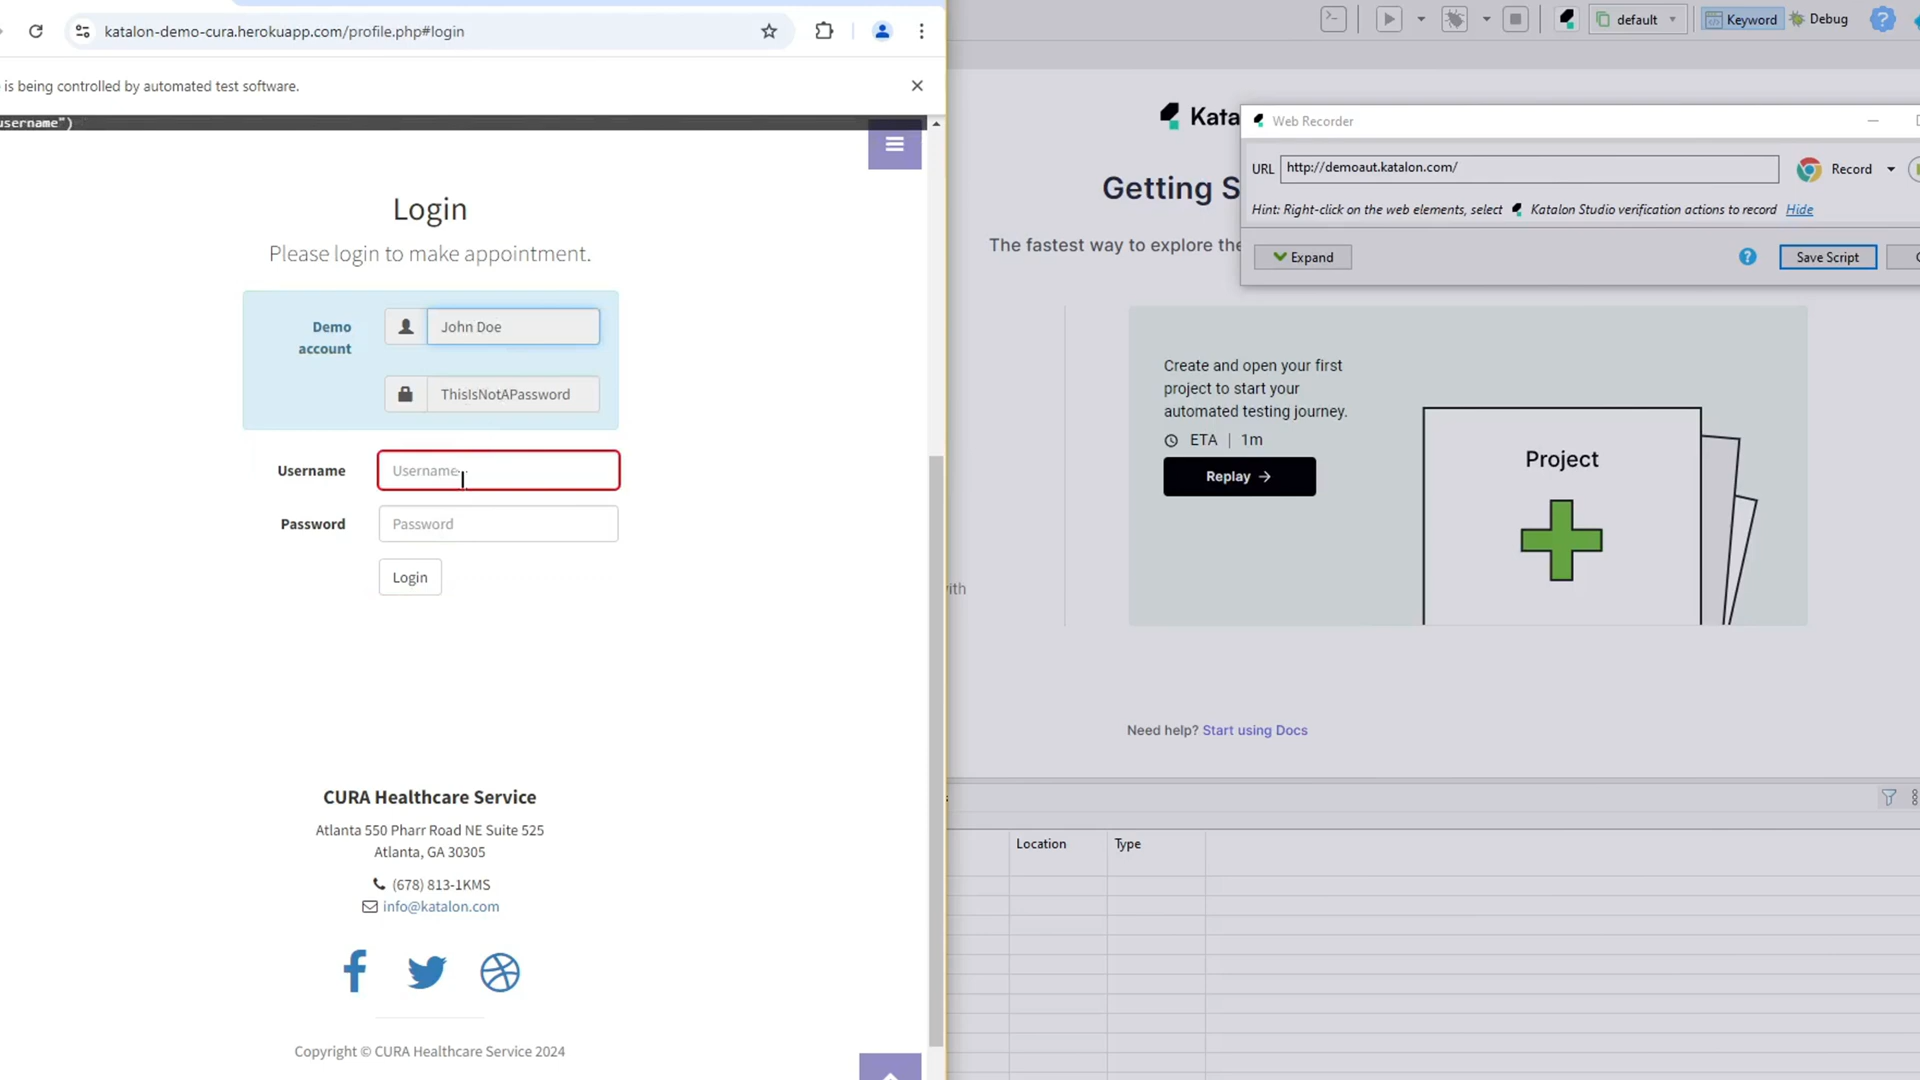 katalon-demo-cura.herokuapp.com/profile.php#login
is being controlled by automated test software.
username")
Login
Please login to make appointment.
Demo
account
John Doe
ThisIsNotAPassword
Username
Username
Password
Password
Login
CURA Healthcare Service
Atlanta 550 Pharr Road NE Suite 525
Atlanta, GA 30305
(678) 813-1KMS
info@katalon.com
Copyright © CURA Healthcare Service 2024
default
Keyword
Debug
Kata
Getting S
The fastest way to explore the
Web Recorder
URL
http://demoaut.katalon.com/
Record
Hint: Right-click on the web elements, select Katalon Studio verification actions to record Hide
Expand
Save Script
Create and open your first
project to start your
automated testing journey.
ETA | 1m
Replay →
Project
Need help? Start using Docs
Location
Type